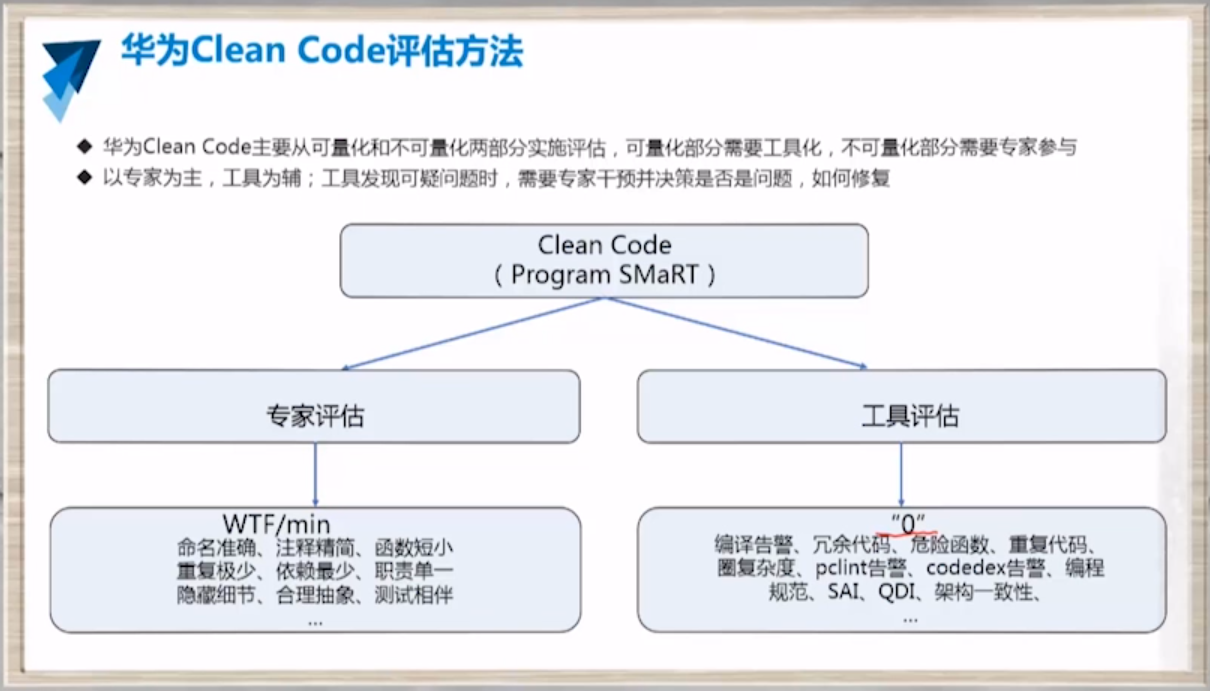 华为Clean Code评估方法
◆ 华为Clean Code主要从可量化和不可量化两部分实施评估，可量化部分需要工具化，不可量化部分需要专家参与
◆ 以专家为主，工具为辅；工具发现可疑问题时，需要专家干预并决策是否是问题，如何修复
Clean Code
（Program SMaRT）
专家评估
工具评估
WTF/min
命名准确、注释精简、函数短小
重复极少、依赖最少、职责单一
隐藏细节、合理抽象、测试相伴
...
“0”
编译告警、冗余代码、危险函数、重复代码、
圈复杂度、pclint告警、codedex告警、编程
规范、SAI、QDI、架构一致性、
...